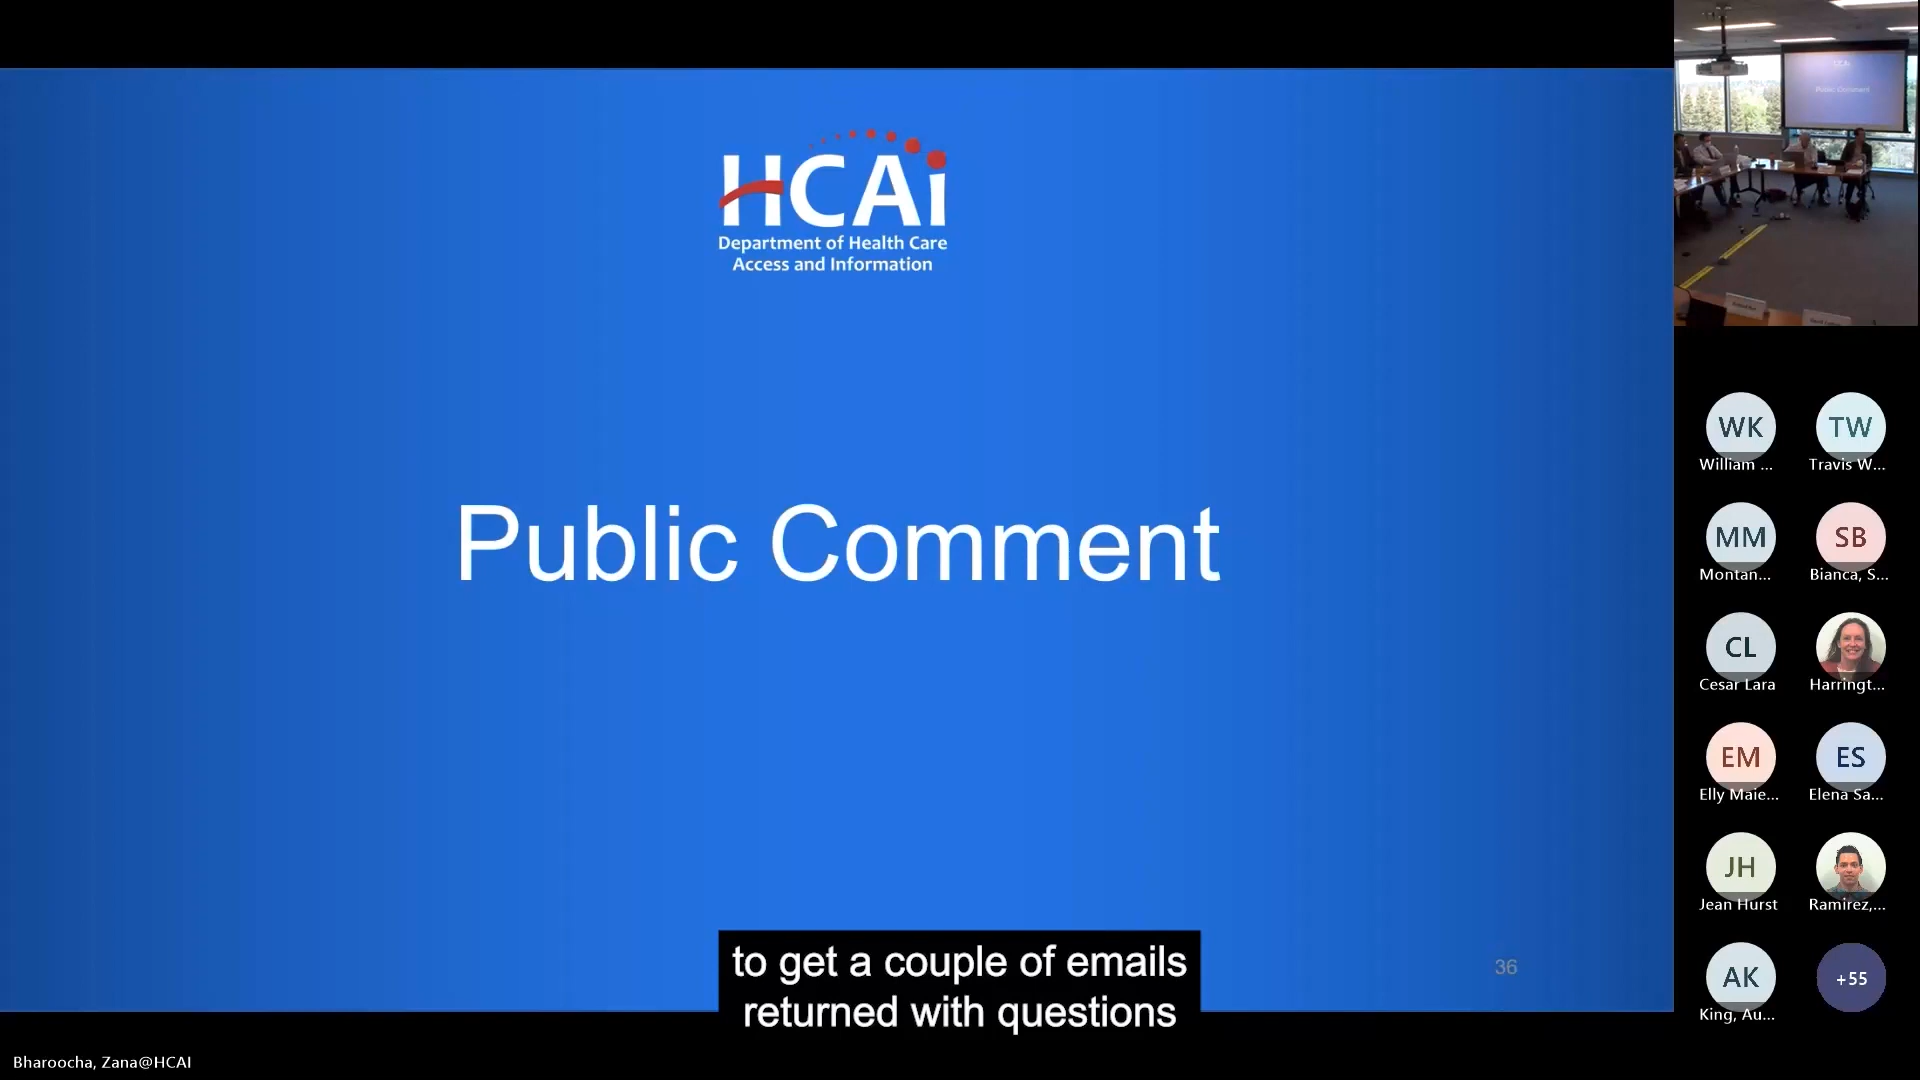 HCAi
Department of Health Care
Access and Information
Public Comment
36
to get a couple of emails
returned with questions
Bharoocha, Zana@HCAI
Public Comment
WK
William ...
TW
Travis W...
MM
Montan...
SB
Bianca, S...
CL
Cesar Lara
Harringt...
EM
Elly Maie...
ES
Elena Sa...
JH
Jean Hurst
Ramirez,...
AK
King, Au...
+55